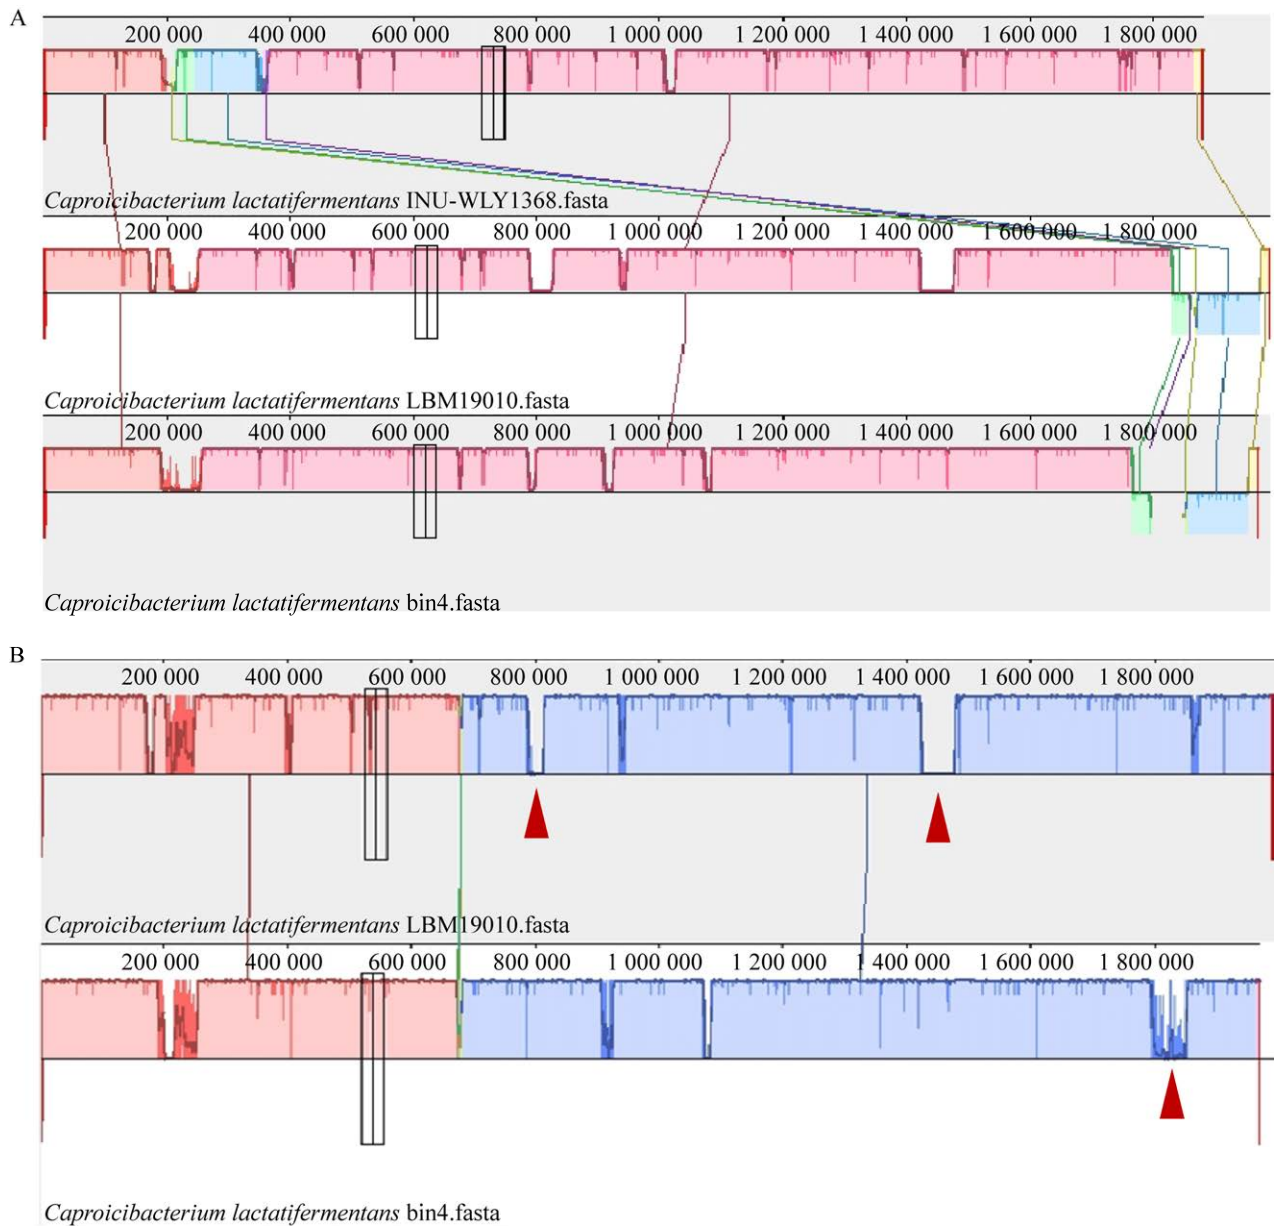 A
200 000 400 000 600 000 800 000 1 000 000 1 200 000 1 400 000 1 600 000 1 800 000
Caproicibacterium lactatifermentans INU-WLY1368.fasta
200 000 400 000 600 000 800 000 1 000 000 1 200 000 1 400 000 1 600 000 1 800 000
Caproicibacterium lactatifermentans LBM19010.fasta
200 000 400 000 600 000 800 000 1 000 000 1 200 000 1 400 000 1 600 000 1 800 000
Caproicibacterium lactatifermentans bin4.fasta
B
200 000 400 000 600 000 800 000 1 000 000 1 200 000 1 400 000 1 600 000 1 800 000
Caproicibacterium lactatifermentans LBM19010.fasta
200 000 400 000 600 000 800 000 1 000 000 1 200 000 1 400 000 1 600 000 1 800 000
Caproicibacterium lactatifermentans bin4.fasta